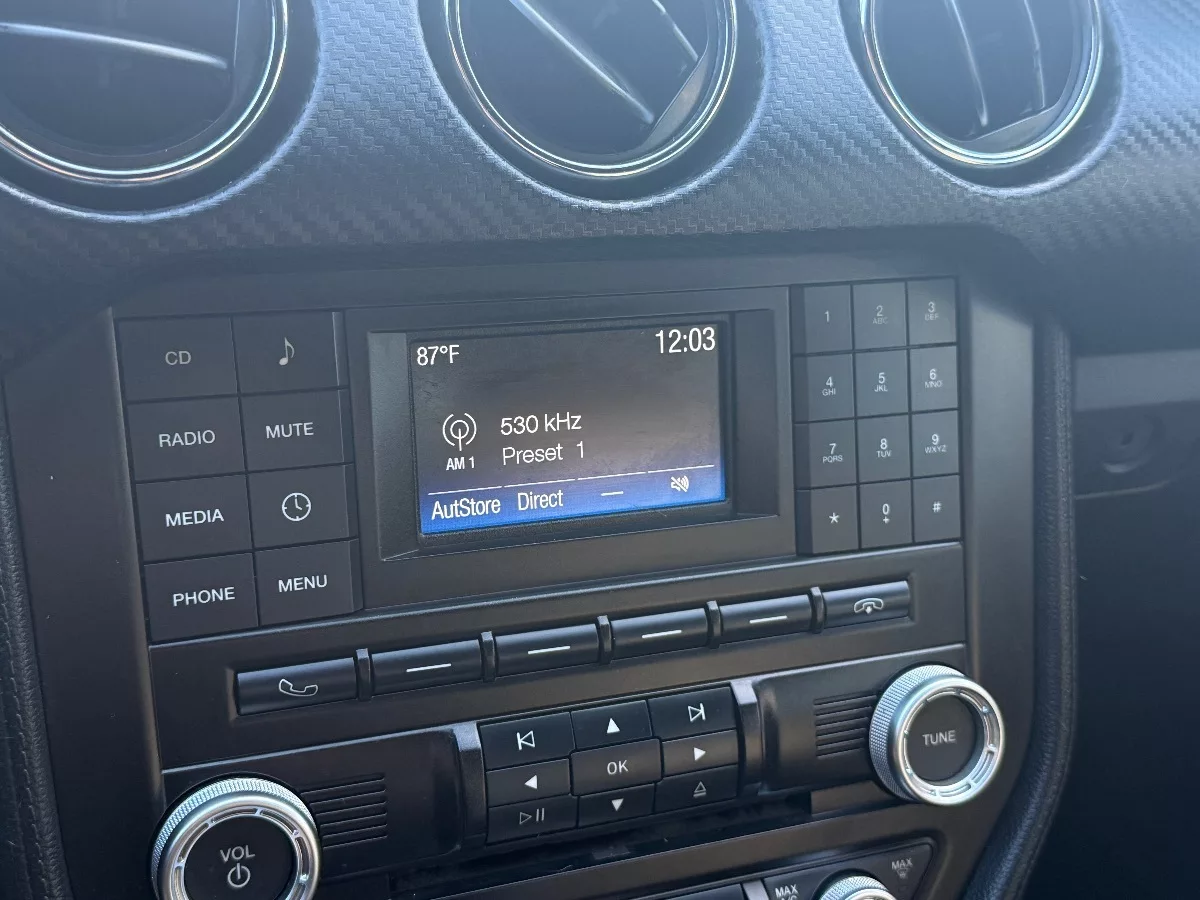 87°F
12:03
530 kHz
Preset 1
AM 1
AutStore Direct
CD
RADIO
MUTE
MEDIA
PHONE
MENU
1
2
ABC
3
DEF
4
GHI
5
JKL
6
MNO
7
PQRS
8
TUV
9
WXYZ
*
0
+
#
OK
TUNE
VOL
MAX
MAX